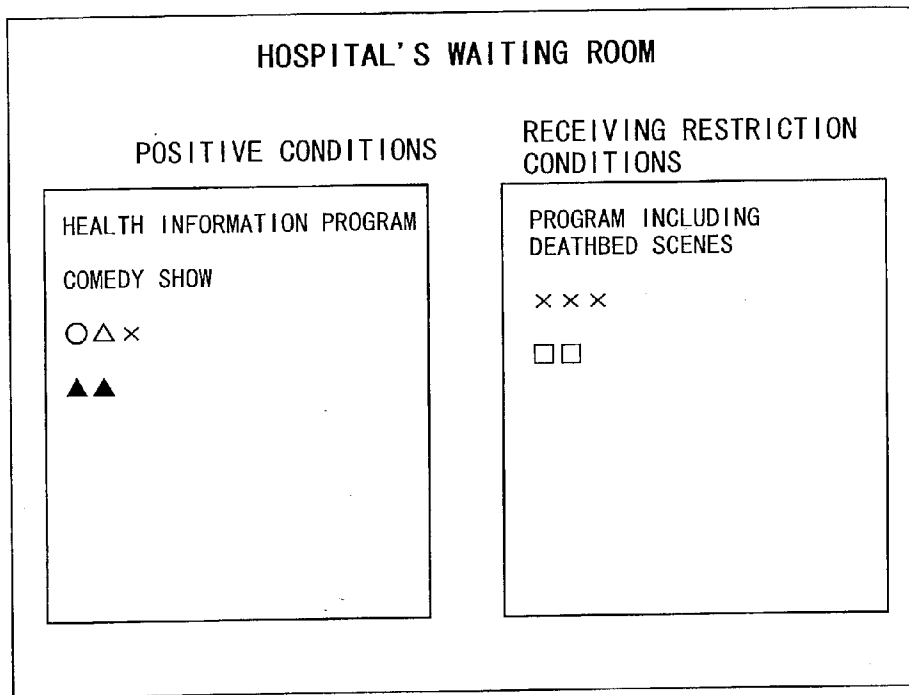 HOSPITAL'S WAITING ROOM
POSITIVE CONDITIONS
HEALTH INFORMATION PROGRAM
COMEDY SHOW
○△×
▲▲
RECEIVING RESTRICTION
CONDITIONS
PROGRAM INCLUDING
DEATHBED SCENES
×××
□□